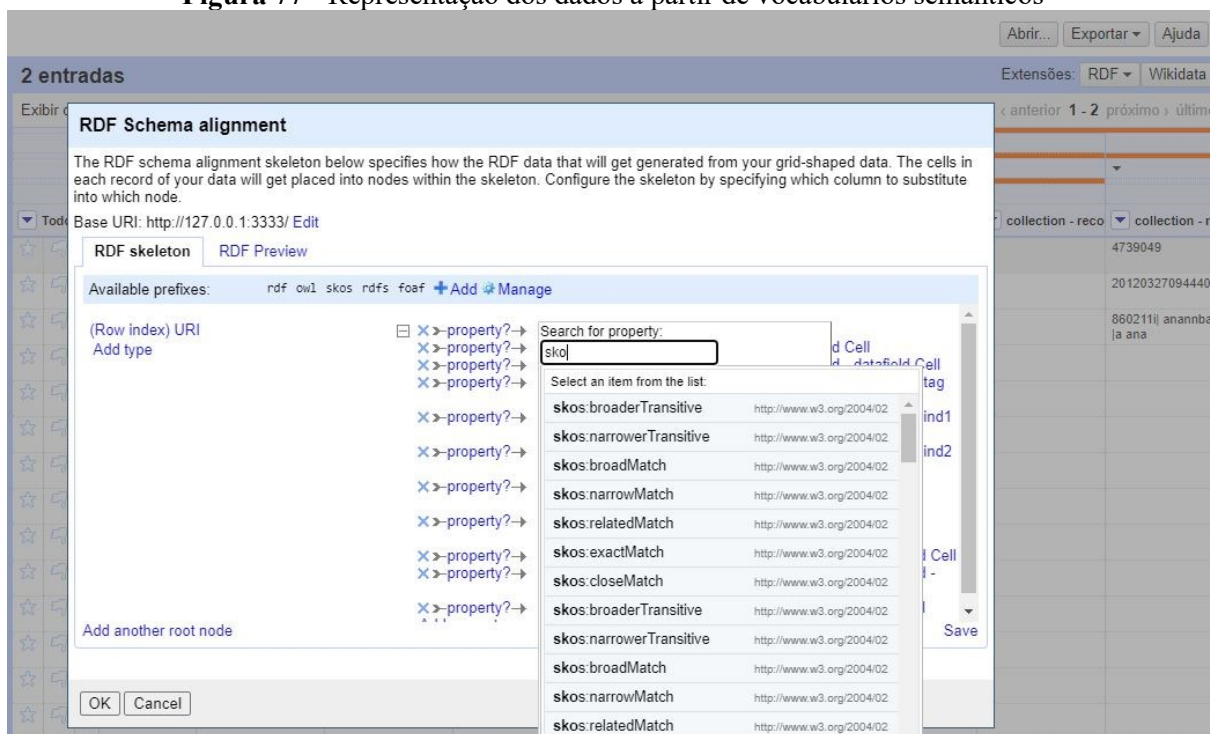 Figura 77 - Representação dos dados a partir de vocabulários semânticos
Abrir... Exportar Ajuda
2 entradas
Extensões: RDF Wikidata
Exibir
‹ anterior 1 - 2 próximo ›
RDF Schema alignment
The RDF schema alignment skeleton below specifies how the RDF data that will get generated from your grid-shaped data. The cells in
each record of your data will get placed into nodes within the skeleton. Configure the skeleton by specifying which column to substitute
into which node.
Base URI: http://127.0.0.1:3333/ Edit
collection - reco collection - r
RDF skeleton RDF Preview
4739049
Available prefixes: rdf owl skos rdfs foaf Add Manage
20120327094440
(Row index) URI
Add type
property?
property?
property?
property?
property?
property?
property?
property?
property?
property?
property?
Search for property:
sko
Select an item from the list:
skos:broaderTransitive http://www.w3.org/2004/02
skos:narrowerTransitive http://www.w3.org/2004/02
skos:broadMatch http://www.w3.org/2004/02
skos:narrowMatch http://www.w3.org/2004/02
skos:relatedMatch http://www.w3.org/2004/02
skos:exactMatch http://www.w3.org/2004/02
skos:closeMatch http://www.w3.org/2004/02
skos:broaderTransitive http://www.w3.org/2004/02
skos:narrowerTransitive http://www.w3.org/2004/02
skos:broadMatch http://www.w3.org/2004/02
skos:narrowMatch http://www.w3.org/2004/02
skos:relatedMatch http://www.w3.org/2004/02
d Cell
d - datafield Cell
tag
ind1
ind2
Cell
860211i| anannba
|a ana
Add another root node
Save
OK Cancel